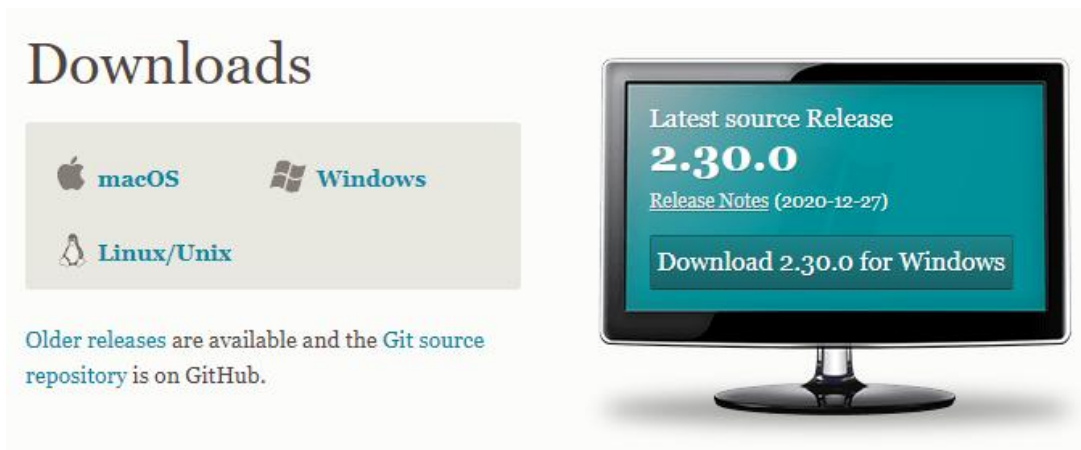 Downloads
macOS
Windows
Linux/Unix
Older releases are available and the Git source
repository is on GitHub.
Latest source Release
2.30.0
Release Notes (2020-12-27)
Download 2.30.0 for Windows